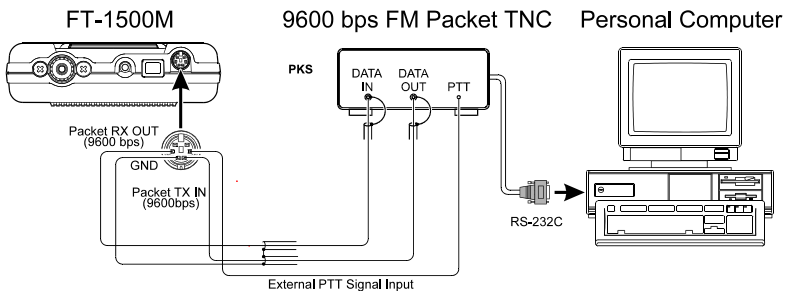 FT-1500M
9600 bps FM Packet TNC
Personal Computer
PKS
DATA
IN
DATA
OUT
PTT
Packet RX OUT
(9600 bps)
GND
Packet TX IN
(9600bps)
RS-232C
External PTT Signal Input